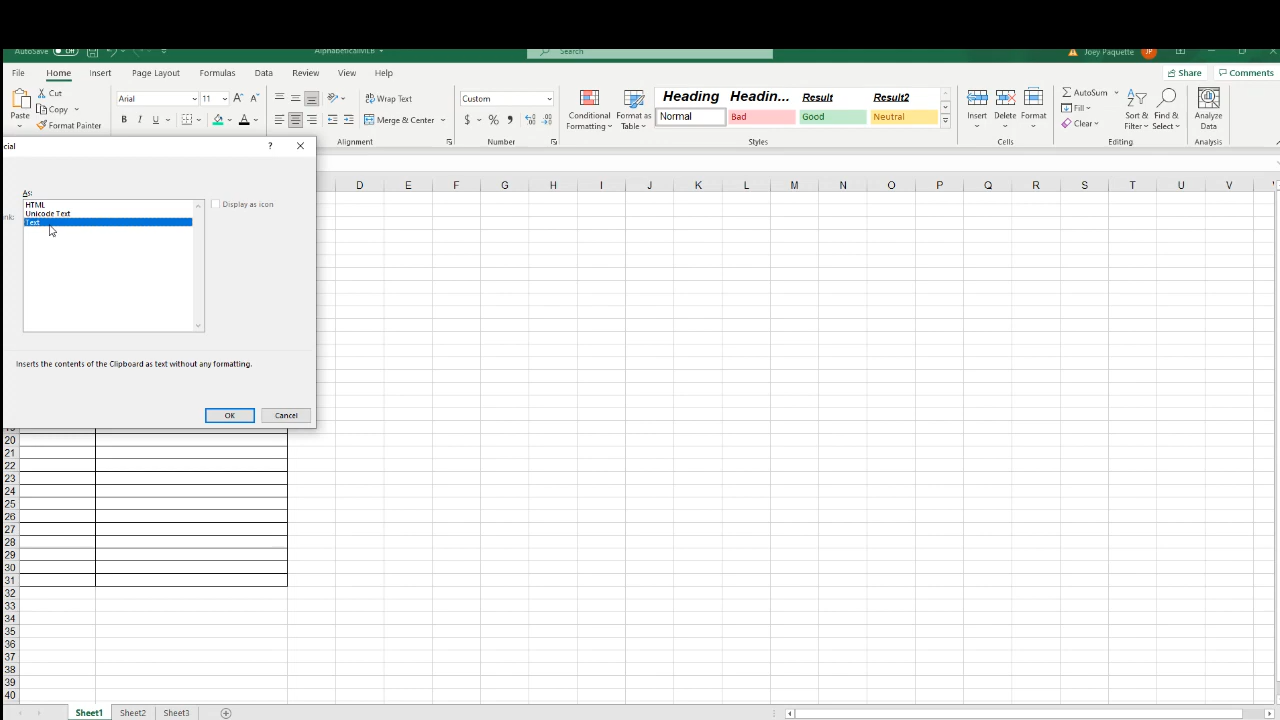 AutoSave Off AlphabeticalMLB Search Joey Paquette JP
File Home Insert Page Layout Formulas Data Review View Help Share Comments
Paste Cut Copy Format Painter
Arial 11 A A B I U A
Wrap Text Merge & Center
Custom $ % ,
Conditional Formatting Format as Table
Heading Headin... Result Result2
Normal Bad Good Neutral
Insert Delete Format
AutoSum Fill Clear
Sort & Filter Find & Select
Analyze Data
Alignment Number Styles Cells Editing Analysis
cial ?
As:
HTML
Unicode Text
Text
Display as icon
Inserts the contents of the Clipboard as text without any formatting.
OK Cancel
D E F G H I J K L M N O P Q R S T U V
19
20
21
22
23
24
25
26
27
28
29
30
31
32
33
34
35
36
37
38
39
40
Sheet1 Sheet2 Sheet3